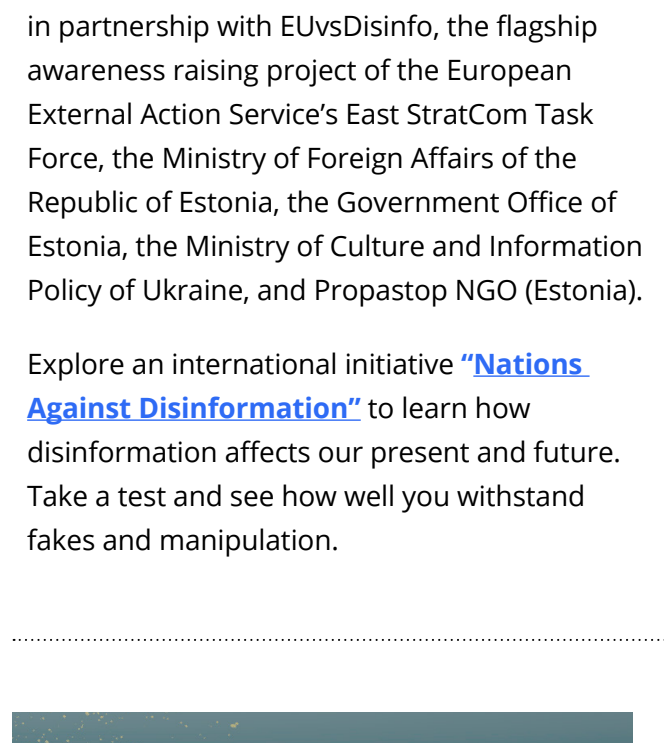 in partnership with EUvsDisinfo, the flagship
awareness raising project of the European
External Action Service’s East StratCom Task
Force, the Ministry of Foreign Affairs of the
Republic of Estonia, the Government Office of
Estonia, the Ministry of Culture and Information
Policy of Ukraine, and Propastop NGO (Estonia).
Explore an international initiative “Nations
Against Disinformation” to learn how
disinformation affects our present and future.
Take a test and see how well you withstand
fakes and manipulation.